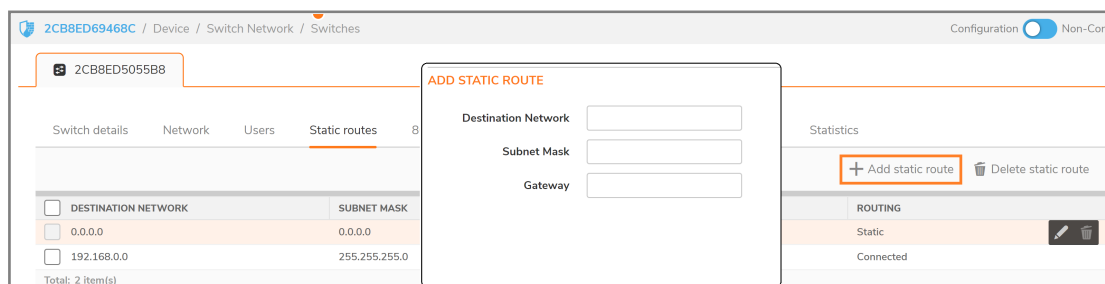 2CB8ED69468C / Device / Switch Network / Switches
Configuration Non-Con
2CB8ED5055B8
ADD STATIC ROUTE
Destination Network
Subnet Mask
Gateway
Switch details Network Users Static routes 8 Statistics
+ Add static route Delete static route
DESTINATION NETWORK SUBNET MASK ROUTING
0.0.0.0 0.0.0.0 Static
192.168.0.0 255.255.255.0 Connected
Total: 2 item(s)